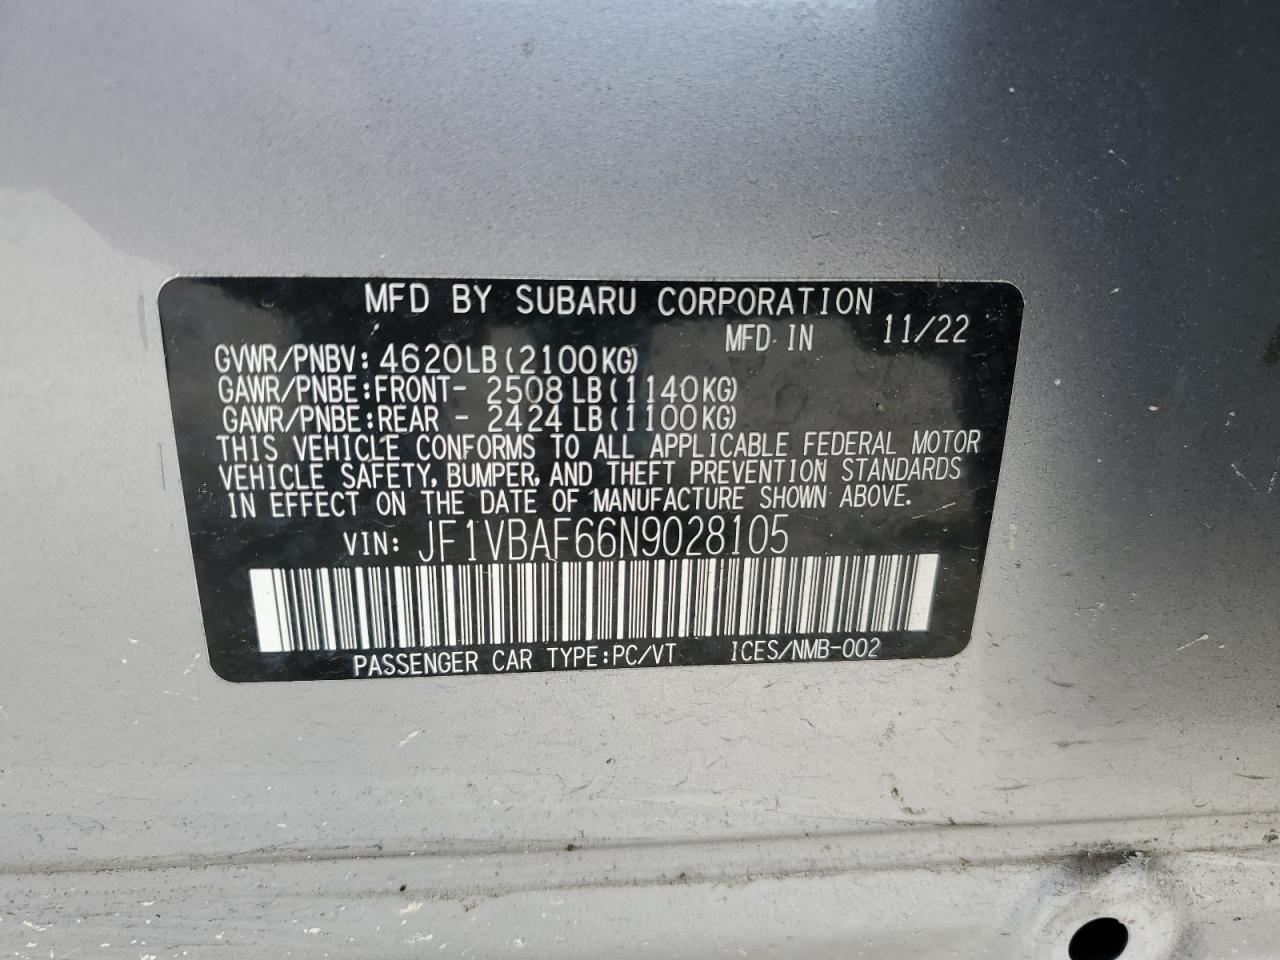 MFD BY SUBARU CORPORATION
MFD IN 11/22
GVWR/PNBV: 4620LB(2100KG)
GAWR/PNBE:FRONT- 2508 LB(1140KG)
GAWR/PNBE:REAR - 2424 LB(1100KG)
THIS VEHICLE CONFORMS TO ALL APPLICABLE FEDERAL MOTOR
VEHICLE SAFETY, BUMPER, AND THEFT PREVENTION STANDARDS
IN EFFECT ON THE DATE OF MANUFACTURE SHOWN ABOVE.
VIN: JF1VBAF66N9028105
PASSENGER CAR TYPE:PC/VT ICES/NMB-002